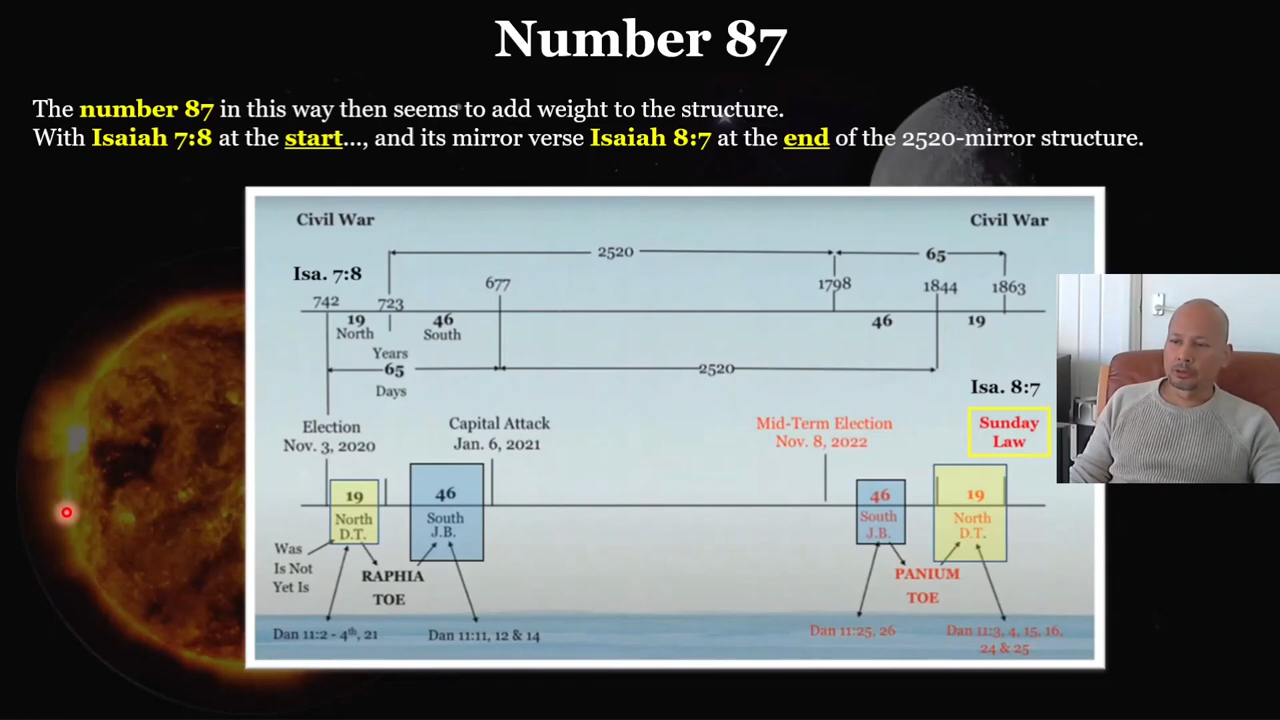 Number 87
The number 87 in this way then seems to add weight to the structure.
With Isaiah 7:8 at the start..., and its mirror verse Isaiah 8:7 at the end of the 2520-mirror structure.
Civil War
Civil War
2520
65
Isa. 7:8
677
1798
1844
1863
742
723
19
46
46
19
North
South
Years
65
2520
Days
Isa. 8:7
Election
Nov. 3, 2020
Capital Attack
Jan. 6, 2021
Mid-Term Election
Nov. 8, 2022
Sunday
Law
19
North
D.T.
46
South
J.B.
46
South
J.B.
19
North
D.T.
Was
Is Not
Yet Is
RAPHIA
TOE
PANIUM
TOE
Dan 11:2 - 4th, 21
Dan 11:11, 12 & 14
Dan 11:25, 26
Dan 11:3, 4, 15, 16,
24 & 25